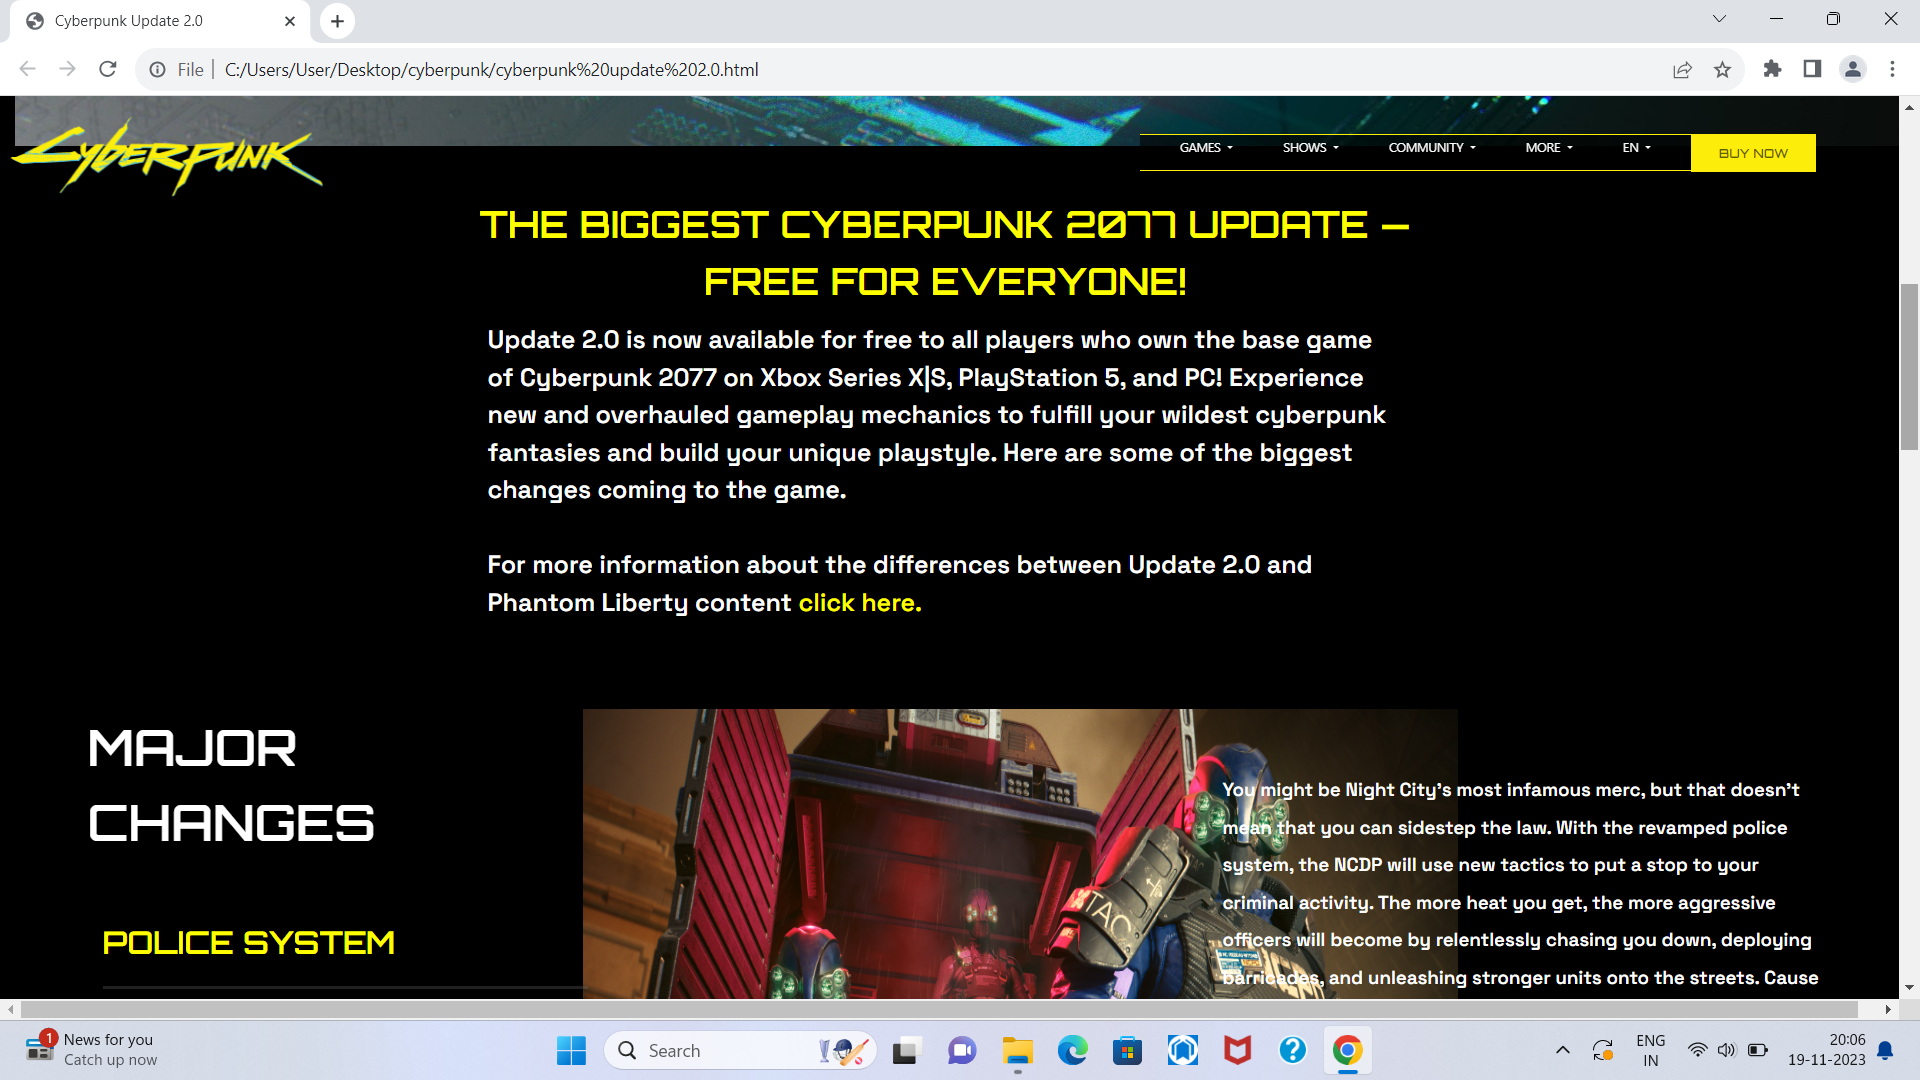 Cyberpunk Update 2.0
File
C:/Users/User/Desktop/cyberpunk/cyberpunk%20update%202.0.html
CYBERPUNK
GAMES
SHOWS
COMMUNITY
MORE
EN
BUY NOW
THE BIGGEST CYBERPUNK 2077 UPDATE –
FREE FOR EVERYONE!
Update 2.0 is now available for free to all players who own the base game
of Cyberpunk 2077 on Xbox Series X|S, PlayStation 5, and PC! Experience
new and overhauled gameplay mechanics to fulfill your wildest cyberpunk
fantasies and build your unique playstyle. Here are some of the biggest
changes coming to the game.
For more information about the differences between Update 2.0 and
Phantom Liberty content click here.
MAJOR
CHANGES
POLICE SYSTEM
You might be Night City's most infamous merc, but that doesn't
mean that you can sidestep the law. With the revamped police
system, the NCDP will use new tactics to put a stop to your
criminal activity. The more heat you get, the more aggressive
officers will become by relentlessly chasing you down, deploying
barricades, and unleashing stronger units onto the streets. Cause
TAC
1
News for you
Catch up now
Search
ENG
IN
20:06
19-11-2023